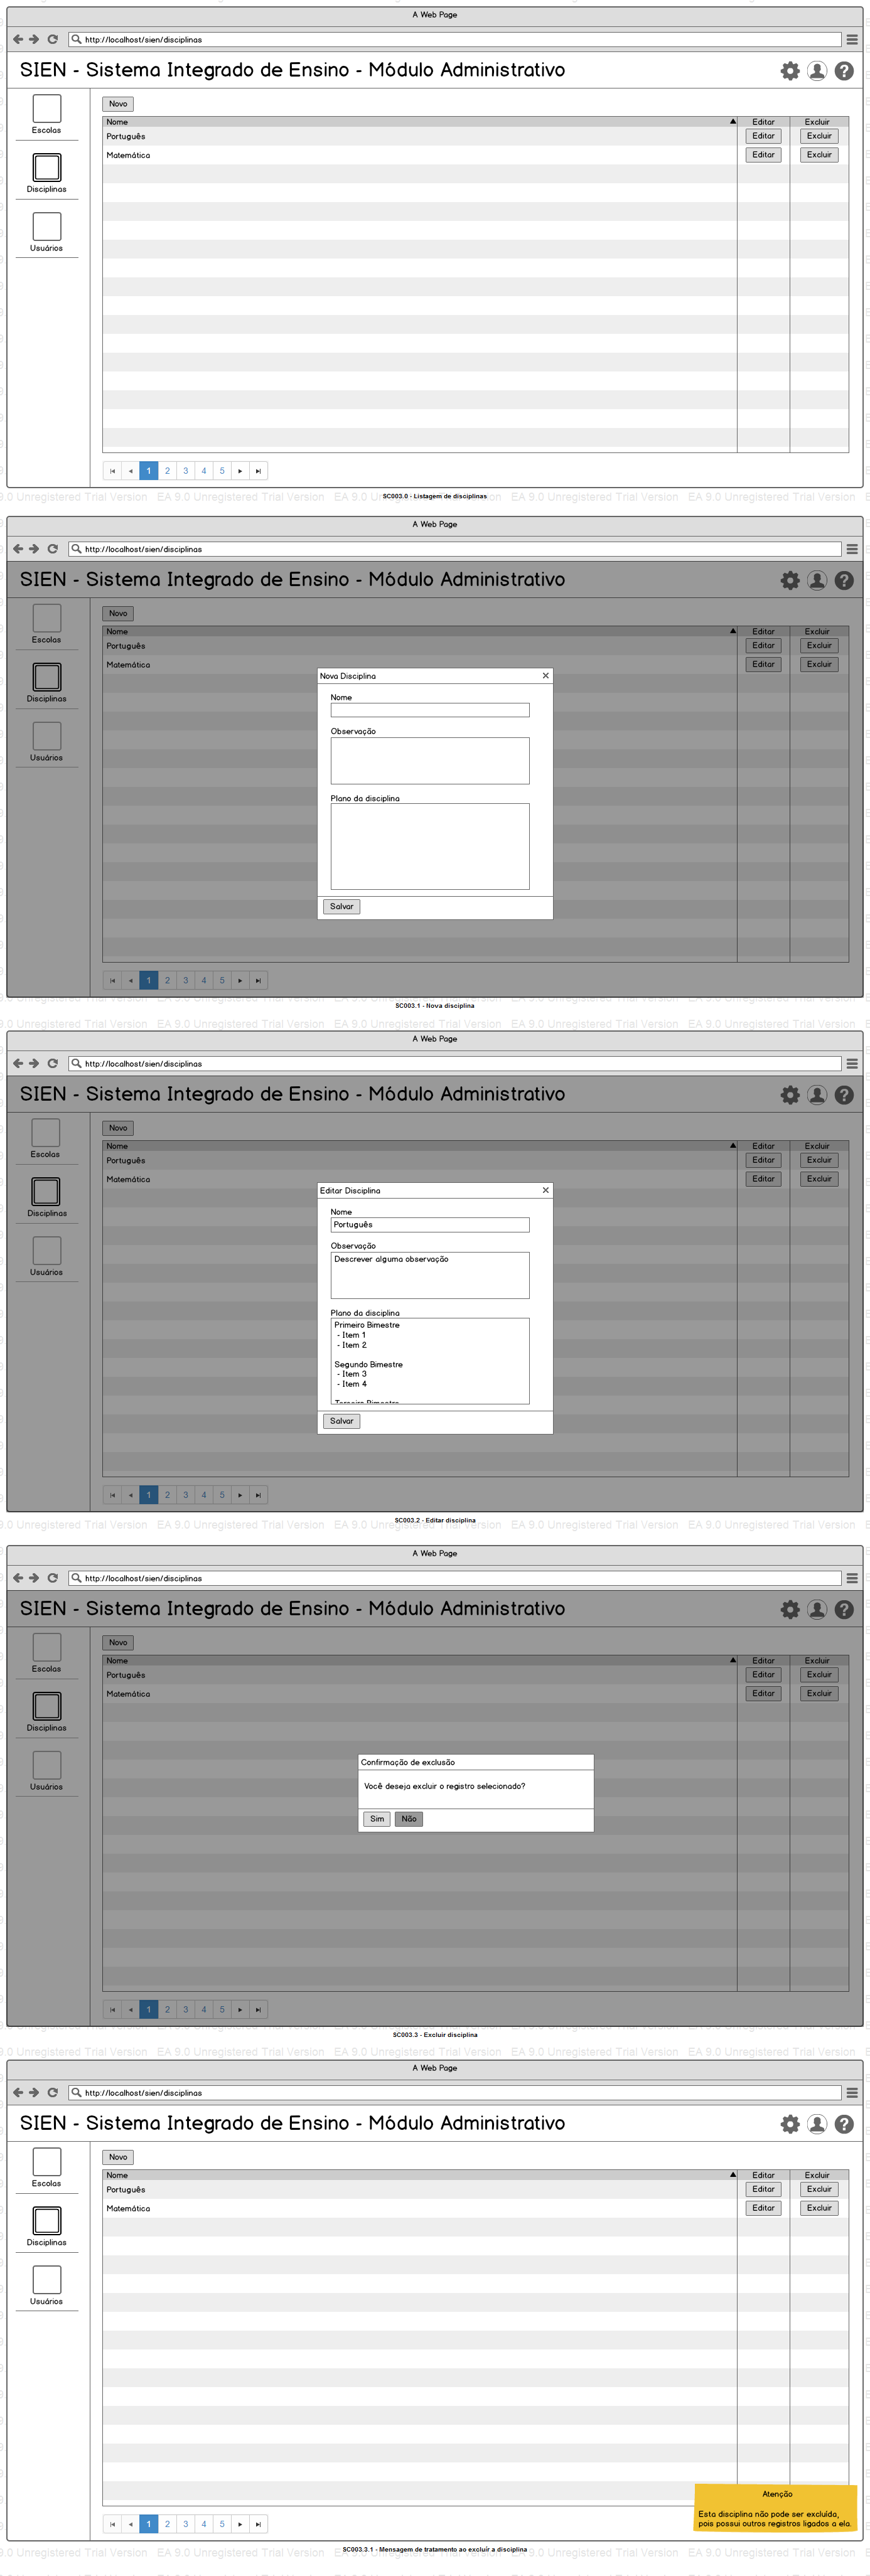 A Web Page
http://localhost/sien/disciplinas
SIEN - Sistema Integrado de Ensino - Módulo Administrativo
Escolas
Disciplinas
Usuários
Novo
Nome Editar Excluir
Português Editar Excluir
Matemática Editar Excluir
1 2 3 4 5
SC003.0 - Listagem de disciplinas
EA 9.0 Unregistered Trial Version
A Web Page
http://localhost/sien/disciplinas
SIEN - Sistema Integrado de Ensino - Módulo Administrativo
Escolas
Disciplinas
Usuários
Novo
Nome Editar Excluir
Português Editar Excluir
Matemática Editar Excluir
Nova Disciplina
Nome
Observação
Plano da disciplina
Salvar
1 2 3 4 5
SC003.1 - Nova disciplina
EA 9.0 Unregistered Trial Version
A Web Page
http://localhost/sien/disciplinas
SIEN - Sistema Integrado de Ensino - Módulo Administrativo
Escolas
Disciplinas
Usuários
Novo
Nome Editar Excluir
Português Editar Excluir
Matemática Editar Excluir
Editar Disciplina
Nome
Português
Observação
Descrever alguma observação
Plano da disciplina
Primeiro Bimestre
- Item 1
- Item 2
Segundo Bimestre
- Item 3
- Item 4
Terceiro Bimestre
Salvar
1 2 3 4 5
SC003.2 - Editar disciplina
EA 9.0 Unregistered Trial Version
A Web Page
http://localhost/sien/disciplinas
SIEN - Sistema Integrado de Ensino - Módulo Administrativo
Escolas
Disciplinas
Usuários
Novo
Nome Editar Excluir
Português Editar Excluir
Matemática Editar Excluir
Confirmação de exclusão
Você deseja excluir o registro selecionado?
Sim Não
1 2 3 4 5
SC003.3 - Excluir disciplina
EA 9.0 Unregistered Trial Version
A Web Page
http://localhost/sien/disciplinas
SIEN - Sistema Integrado de Ensino - Módulo Administrativo
Escolas
Disciplinas
Usuários
Novo
Nome Editar Excluir
Português Editar Excluir
Matemática Editar Excluir
Atenção
Esta disciplina não pode ser excluída,
pois possui outros registros ligados a ela.
1 2 3 4 5
SC003.3.1 - Mensagem de tratamento ao excluir a disciplina
EA 9.0 Unregistered Trial Version